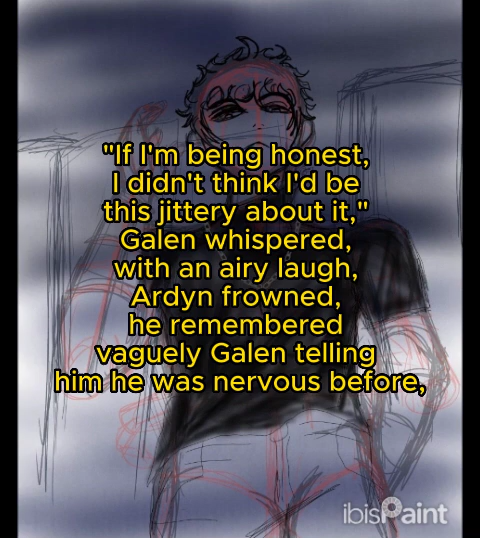 "If I'm being honest,
I didn't think I'd be
this jittery about it,"
Galen whispered,
with an airy laugh,
Ardyn frowned,
he remembered
vaguely Galen telling
him he was nervous before,
ibisPaint